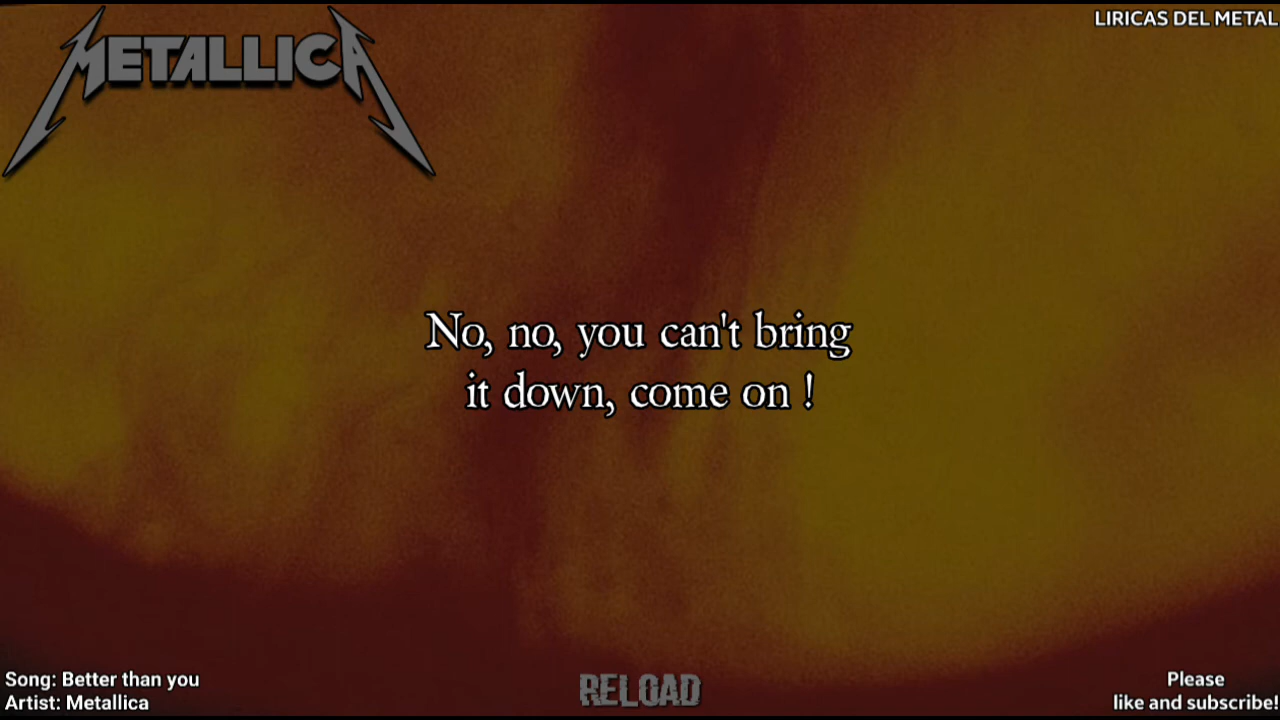 METALLICA
LIRICAS DEL METAL
No, no, you can't bring
it down, come on !
Song: Better than you
Artist: Metallica
RELOAD
Please
like and subscribe!